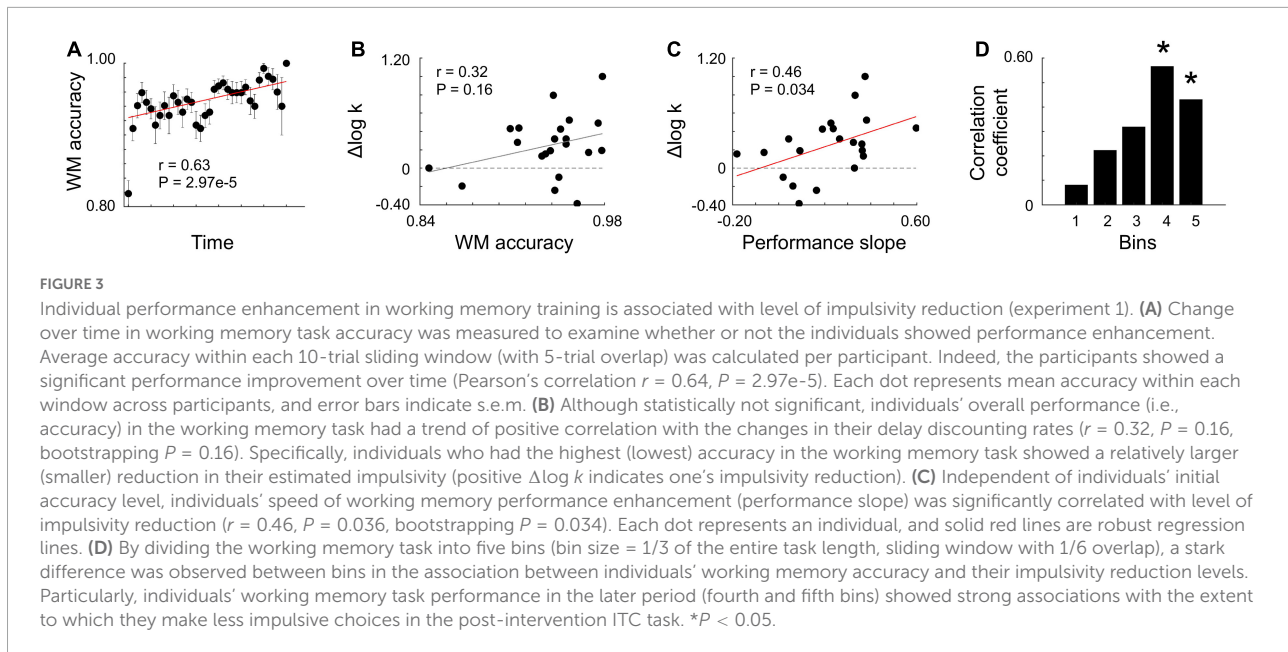 A
1.00
WM accuracy
r = 0.63
P = 2.97e-5
0.80
Time
B
1.20
r = 0.32
P = 0.16
Δlog k
0
-0.40
0.84
0.98
WM accuracy
C
1.20
r = 0.46
P = 0.034
Δlog k
0
-0.40
-0.20
0.60
Performance slope
D
0.60
* *
Correlation
coefficient
0
1 2 3 4 5
Bins
FIGURE 3
Individual performance enhancement in working memory training is associated with level of impulsivity reduction (experiment 1). (A) Change
over time in working memory task accuracy was measured to examine whether or not the individuals showed performance enhancement.
Average accuracy within each 10-trial sliding window (with 5-trial overlap) was calculated per participant. Indeed, the participants showed a
significant performance improvement over time (Pearson's correlation r = 0.64, P = 2.97e-5). Each dot represents mean accuracy within each
window across participants, and error bars indicate s.e.m. (B) Although statistically not significant, individuals' overall performance (i.e.,
accuracy) in the working memory task had a trend of positive correlation with the changes in their delay discounting rates (r = 0.32, P = 0.16,
bootstrapping P = 0.16). Specifically, individuals who had the highest (lowest) accuracy in the working memory task showed a relatively larger
(smaller) reduction in their estimated impulsivity (positive Δlog k indicates one's impulsivity reduction). (C) Independent of individuals' initial
accuracy level, individuals' speed of working memory performance enhancement (performance slope) was significantly correlated with level of
impulsivity reduction (r = 0.46, P = 0.036, bootstrapping P = 0.034). Each dot represents an individual, and solid red lines are robust regression
lines. (D) By dividing the working memory task into five bins (bin size = 1/3 of the entire task length, sliding window with 1/6 overlap), a stark
difference was observed between bins in the association between individuals' working memory accuracy and their impulsivity reduction levels.
Particularly, individuals' working memory task performance in the later period (fourth and fifth bins) showed strong associations with the extent
to which they make less impulsive choices in the post-intervention ITC task. *P < 0.05.